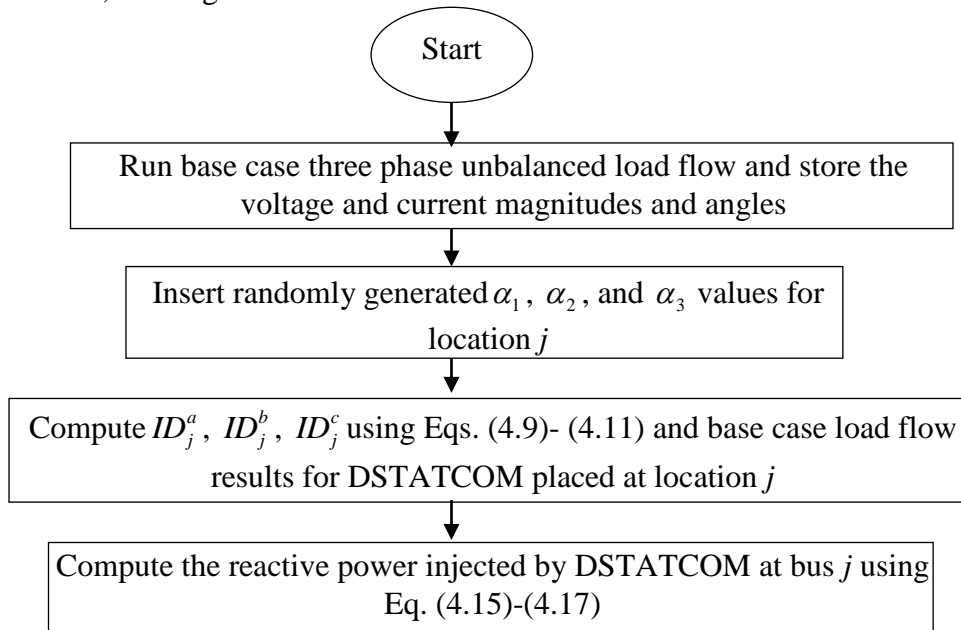 Start
Run base case three phase unbalanced load flow and store the
voltage and current magnitudes and angles
Insert randomly generated α₁ , α₂ , and α₃ values for
location j
Compute IDⱼᵃ , IDⱼᵇ , IDⱼᶜ using Eqs. (4.9)- (4.11) and base case load flow
results for DSTATCOM placed at location j
Compute the reactive power injected by DSTATCOM at bus j using
Eq. (4.15)-(4.17)